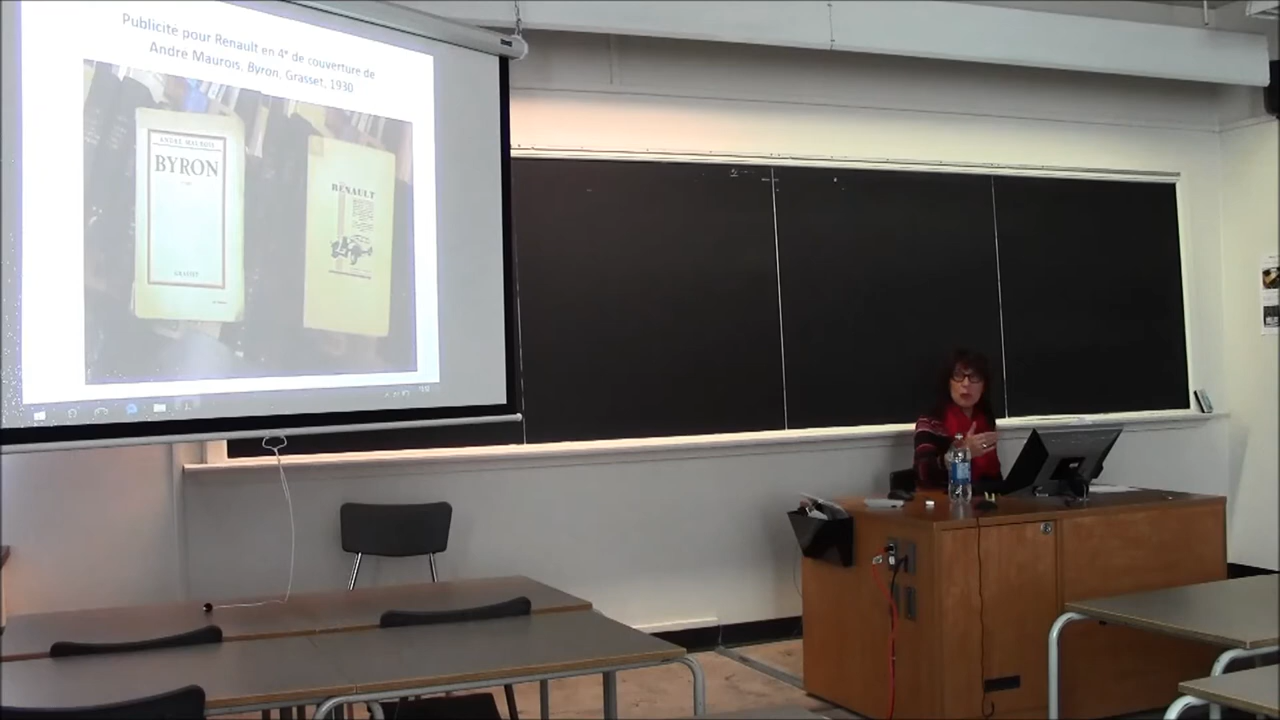 Publicité pour Renault en 4ᵉ de couverture de
André Maurois, Byron, Grasset, 1930
ANDRÉ MAUROIS
BYRON
GRASSET
RENAULT